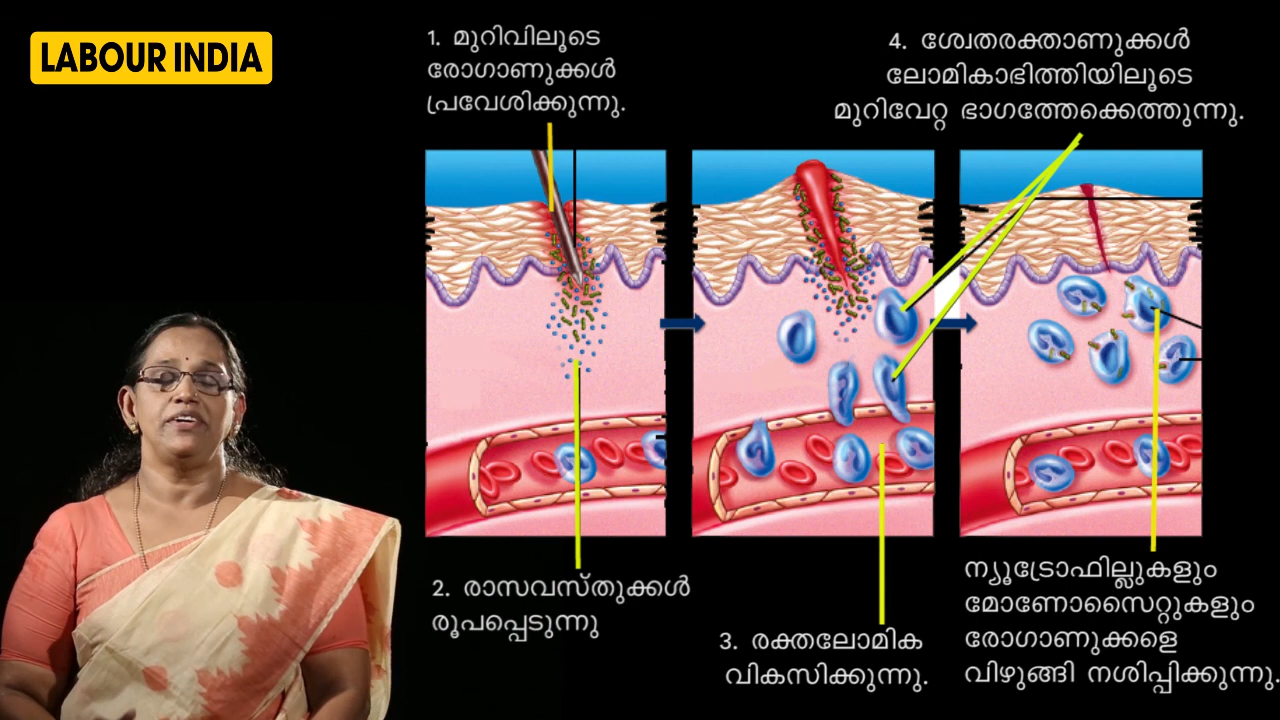 LABOUR INDIA
1. മുറിവിലൂടെ
രോഗാണുക്കൾ
പ്രവേശിക്കുന്നു.
4. ശ്വേതരക്താണുക്കൾ
ലോമികാഭിത്തിയിലൂടെ
മുറിവേറ്റ ഭാഗത്തേക്കെത്തുന്നു.
2. രാസവസ്തുക്കൾ
രൂപപ്പെടുന്നു
3. രക്തലോമിക
വികസിക്കുന്നു.
ന്യൂട്രോഫില്ലുകളും
മോണോസൈറ്റുകളും
രോഗാണുക്കളെ
വിഴുങ്ങി നശിപ്പിക്കുന്നു.